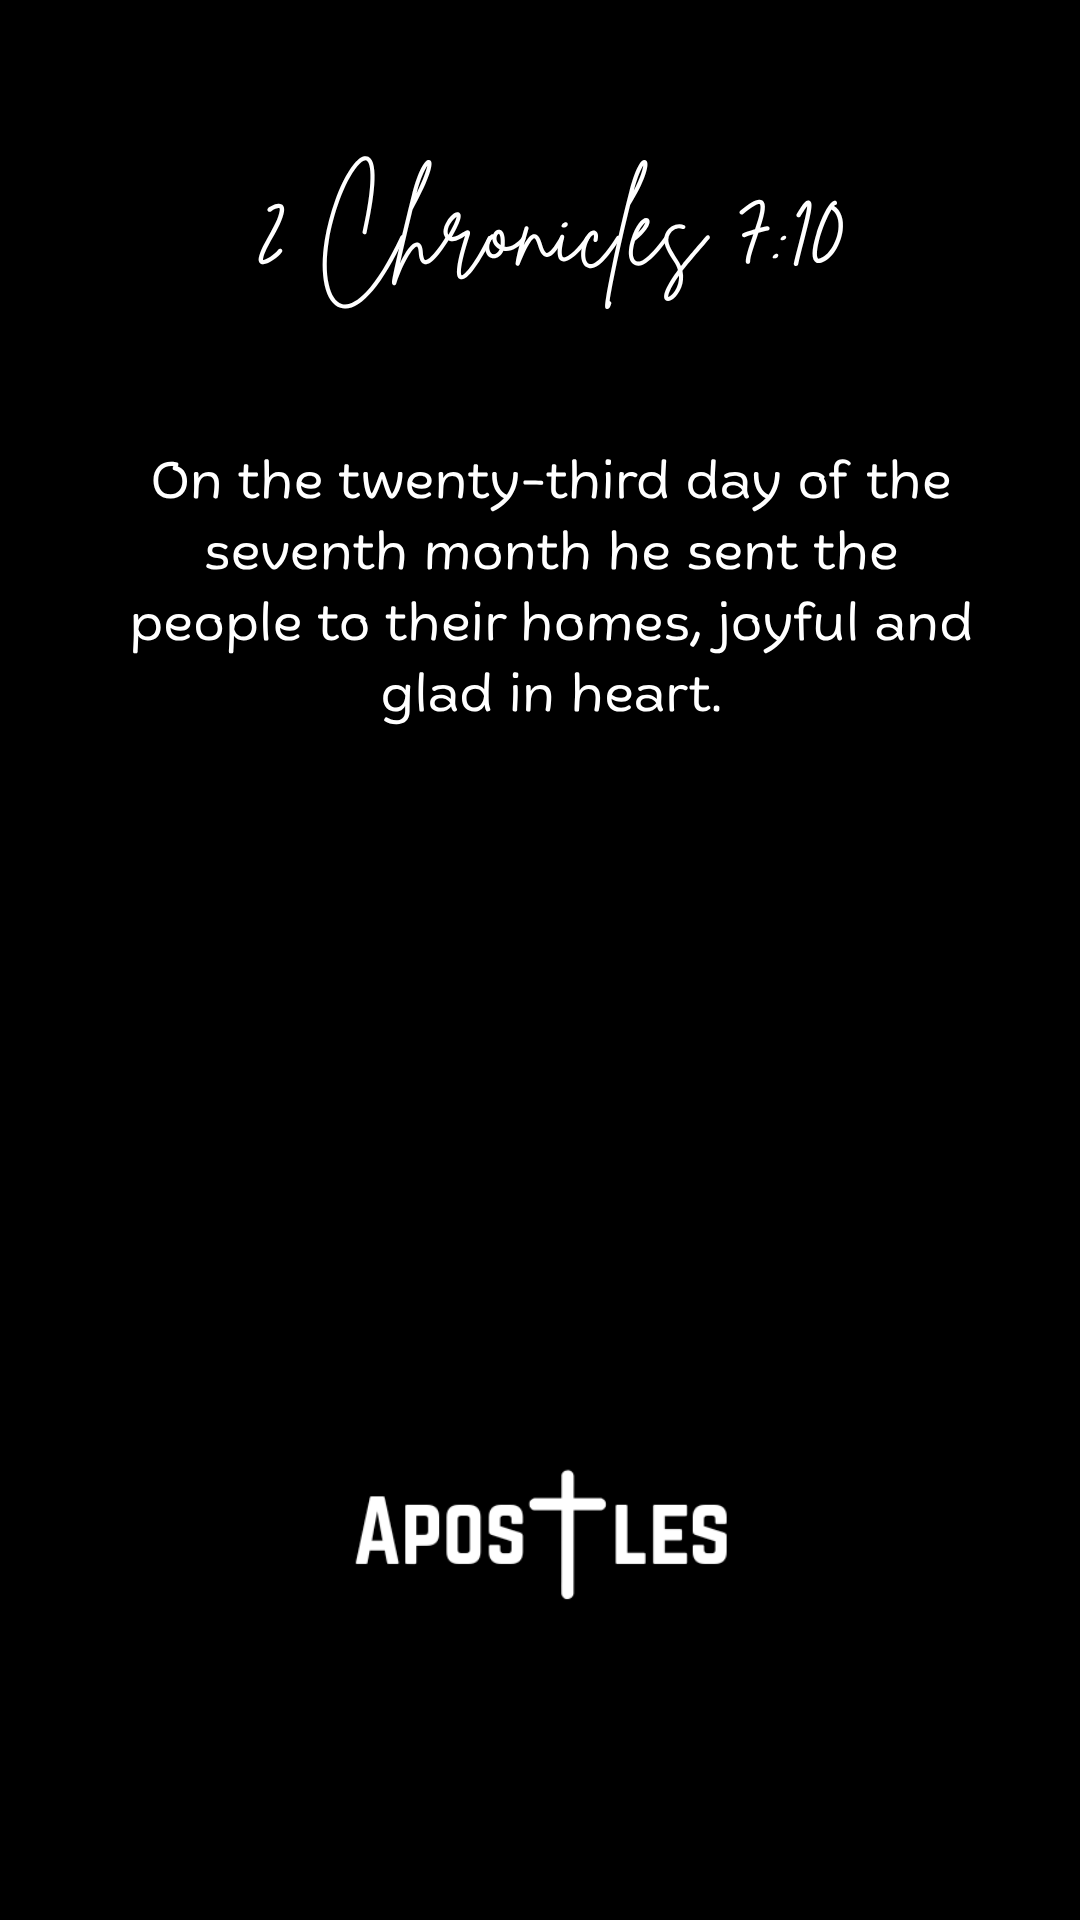 2 Chronicles 7:10
On the twenty-third day of the
seventh month he sent the
people to their homes, joyful and
glad in heart.
APOSTLES